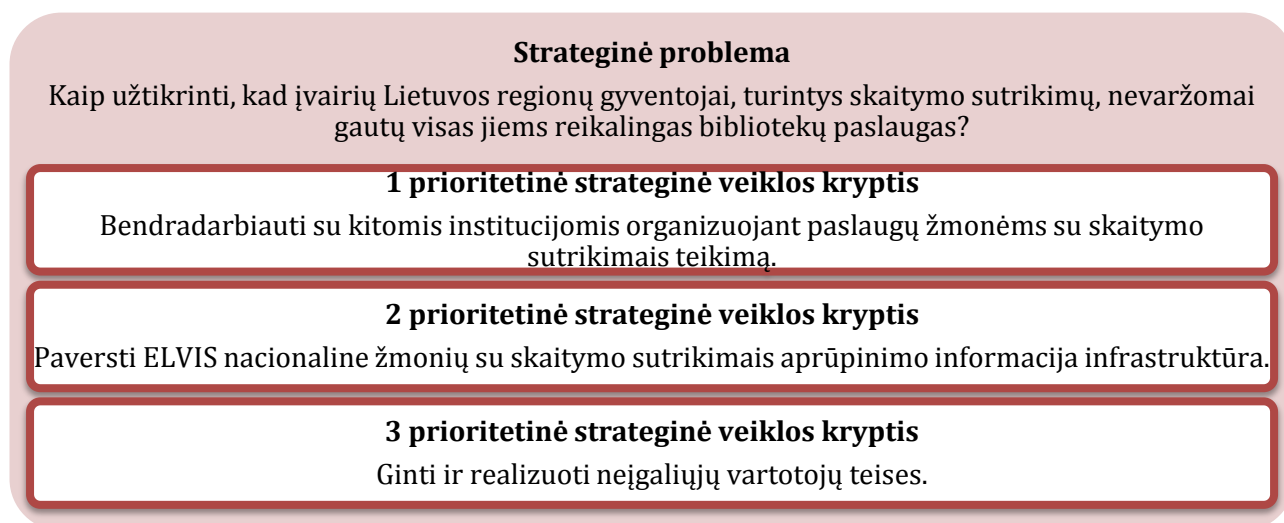 Strateginė problema
Kaip užtikrinti, kad įvairių Lietuvos regionų gyventojai, turintys skaitymo sutrikimų, nevaržomai
gautų visas jiems reikalingas bibliotekų paslaugas?
1 prioritetinė strateginė veiklos kryptis
Bendradarbiauti su kitomis institucijomis organizuojant paslaugų žmonėms su skaitymo
sutrikimais teikimą.
2 prioritetinė strateginė veiklos kryptis
Paversti ELVIS nacionaline žmonių su skaitymo sutrikimais aprūpinimo informacija infrastruktūra.
3 prioritetinė strateginė veiklos kryptis
Ginti ir realizuoti neįgaliųjų vartotojų teises.